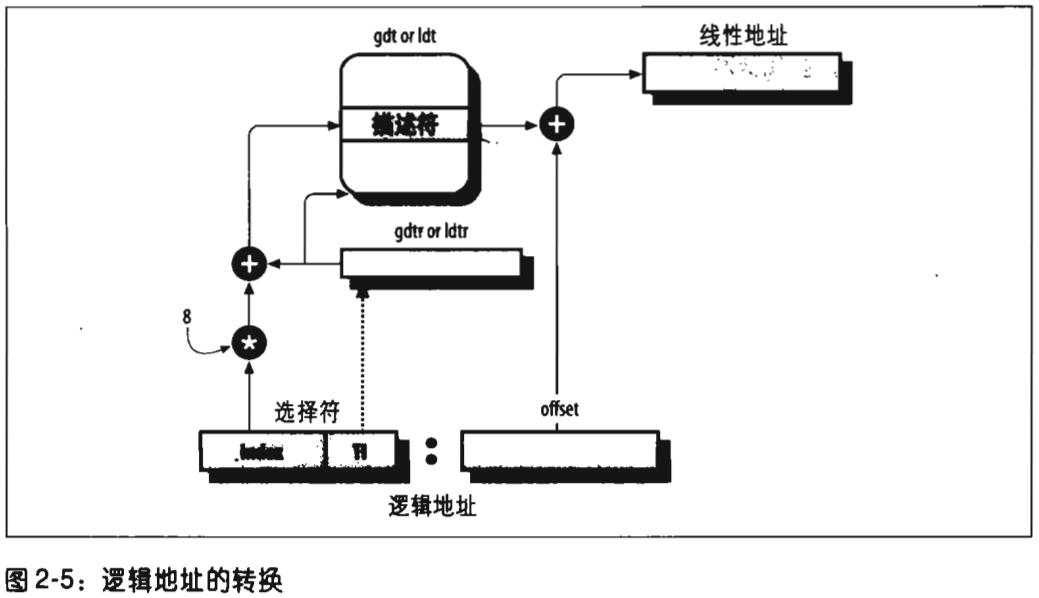 gdt or ldt
线性地址
描述符
gdtr or ldtr
8
选择符
offset
Index
TI
:
逻辑地址
图2-5：逻辑地址的转换